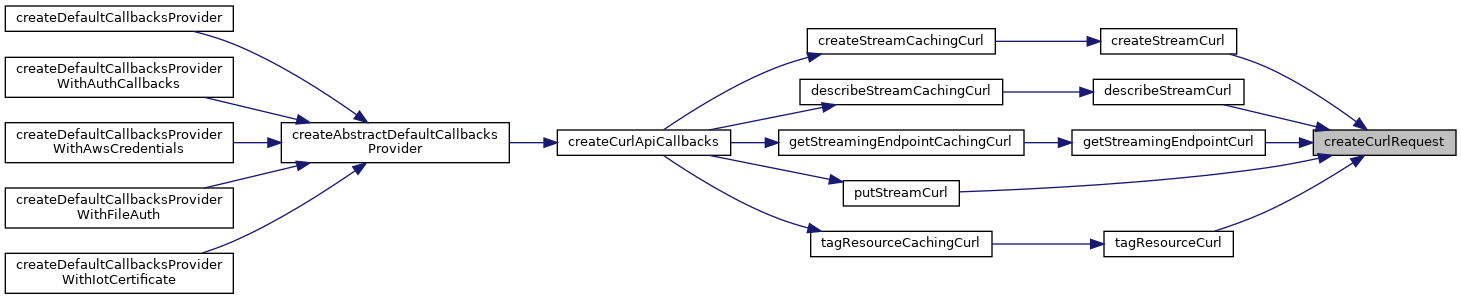 createDefaultCallbacksProvider
createDefaultCallbacksProvider
WithAuthCallbacks
createDefaultCallbacksProvider
WithAwsCredentials
createDefaultCallbacksProvider
WithFileAuth
createDefaultCallbacksProvider
WithIotCertificate
createAbstractDefaultCallbacks
Provider
createCurlApiCallbacks
createStreamCachingCurl
describeStreamCachingCurl
getStreamingEndpointCachingCurl
putStreamCurl
tagResourceCachingCurl
createStreamCurl
describeStreamCurl
getStreamingEndpointCurl
tagResourceCurl
createCurlRequest